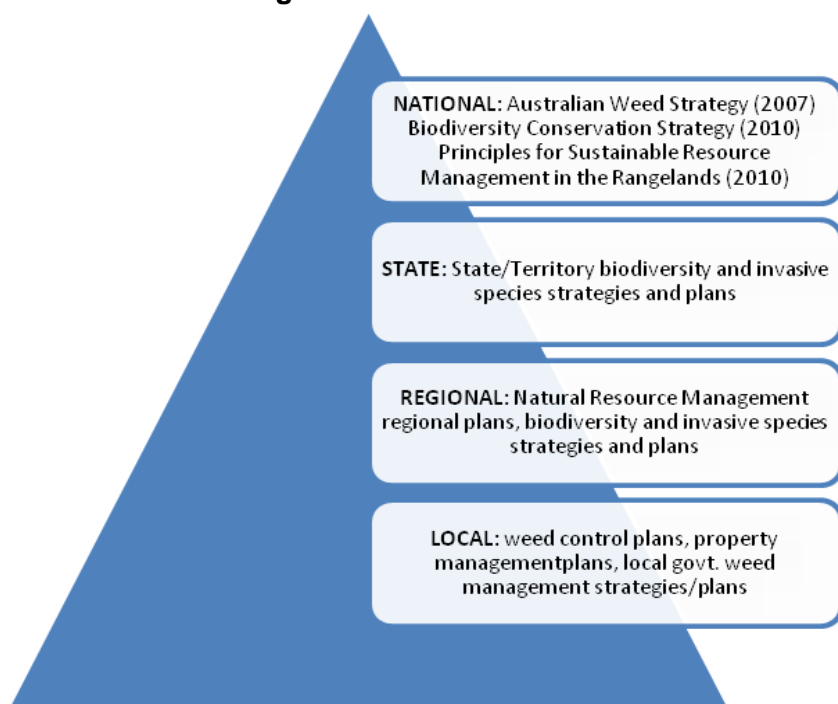 NATIONAL: Australian Weed Strategy (2007)
Biodiversity Conservation Strategy (2010)
Principles for Sustainable Resource
Management in the Rangelands (2010)
STATE: State/Territory biodiversity and invasive
species strategies and plans
REGIONAL: Natural Resource Management
regional plans, biodiversity and invasive species
strategies and plans
LOCAL: weed control plans, property
managementplans, local govt. weed
management strategies/plans